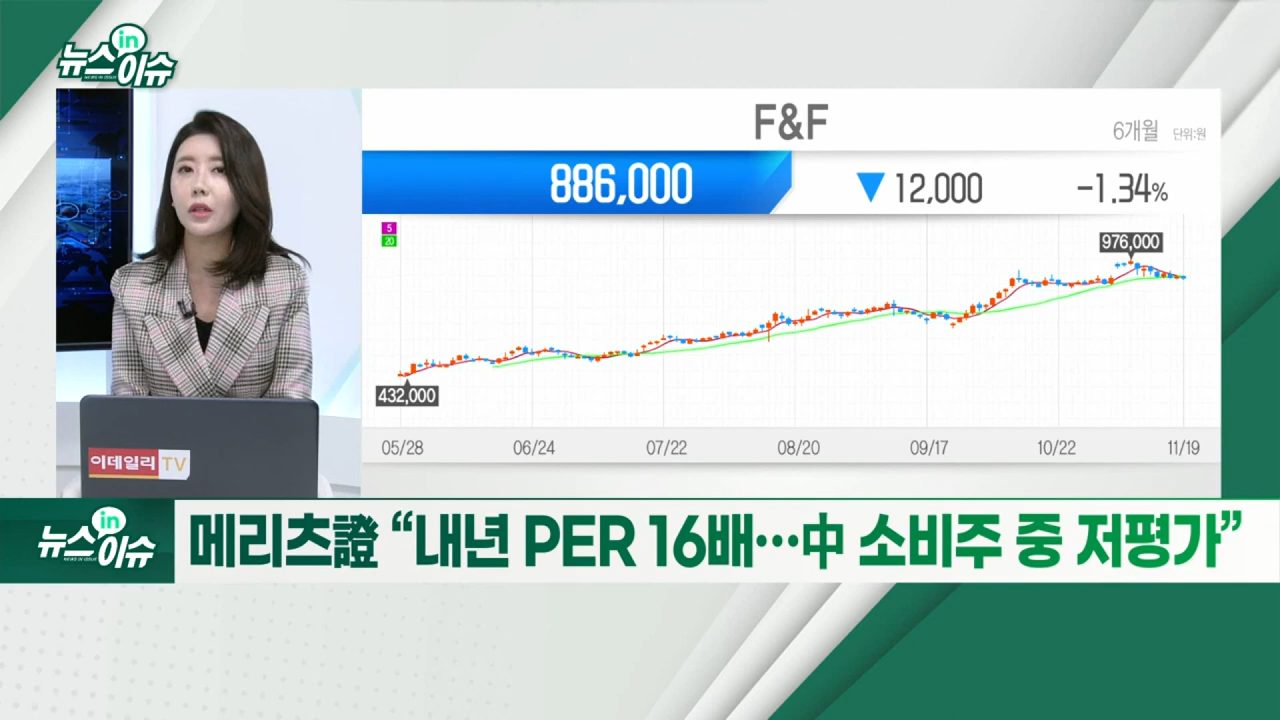 뉴스in이슈
F&F
6개월 단위:원
886,000 ▼ 12,000 -1.34%
5
20
976,000
432,000
05/28 06/24 07/22 08/20 09/17 10/22 11/19
이데일리TV
뉴스in이슈
메리츠證 “내년 PER 16배…中 소비주 중 저평가”